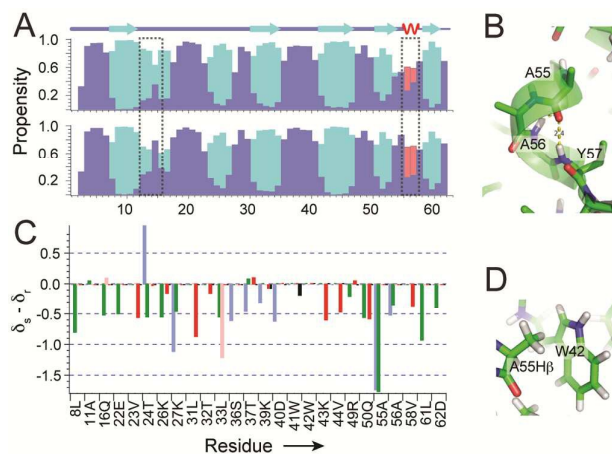 A
B
Propensity
1.0
0.6
0.2
1.0
0.6
0.2
10 20 30 40 50 60
A55
A56
Y57
C
D
δs - δr
0.5
0.0
-0.5
-1.0
-1.5
8L 11A 16Q 22E 23V 24T 26K 27K 31L 32T 33L 36S 37T 39K 40D 41W 42W 43K 44V 49R 50Q 55A 56A 58V 61L 62D
Residue →
A55Hβ
W42